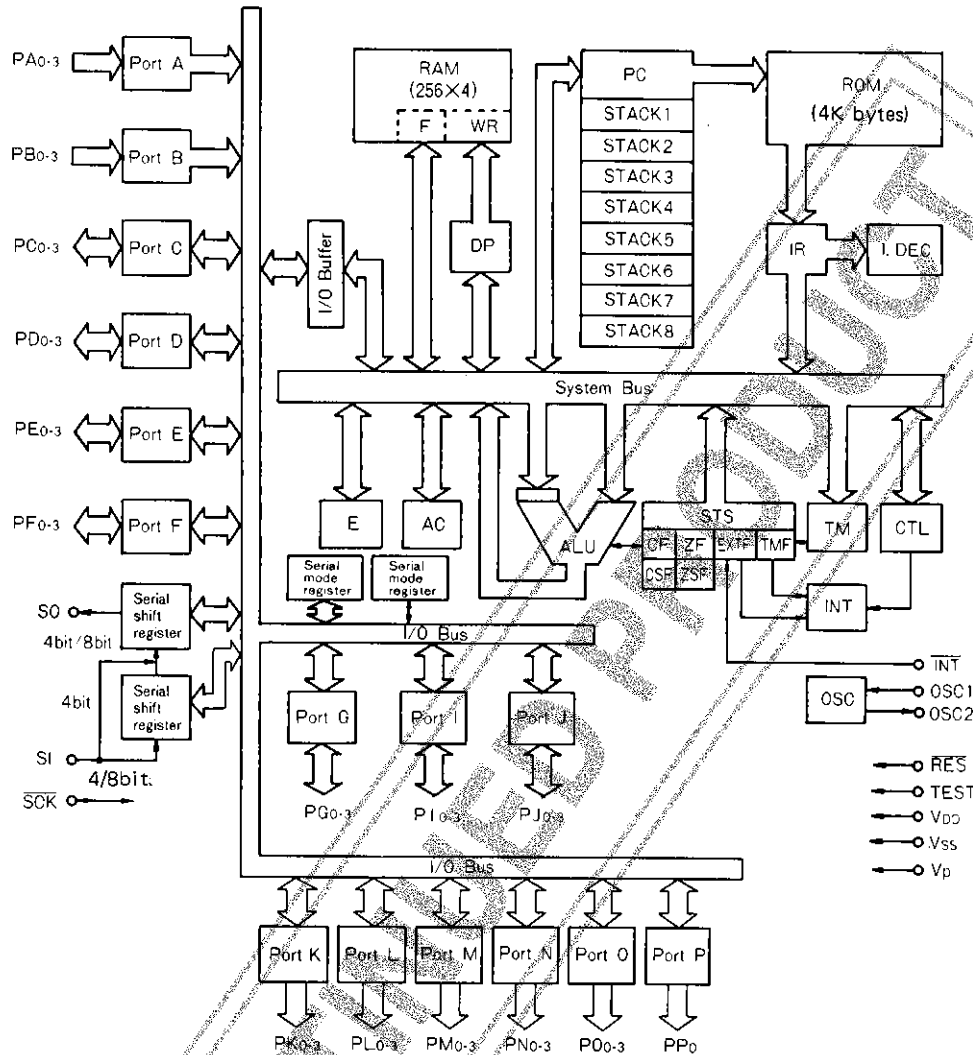 PA0-3
Port A
PB0-3
Port B
PC0-3
Port C
PD0-3
Port D
PE0-3
Port E
PF0-3
Port F
SO
Serial
shift
register
4bit/8bit
4bit
Serial
shift
register
SI
4/8bit.
SCK
I/O Buffer
RAM
(256×4)
F
WR
DP
PC
STACK1
STACK2
STACK3
STACK4
STACK5
STACK6
STACK7
STACK8
ROM
(4K bytes)
IR
I. DEC
System Bus
E
AC
ALU
STS
CF
ZF
EXTF
TMF
CSF
ZSF
TM
CTL
INT
Serial
mode
register
Serial
mode
register
I/O Bus
Port G
Port I
Port J
PG0-3
PI0-3
PJ0-3
INT
OSC
OSC1
OSC2
RES
TEST
VDD
VSS
Vp
I/O Bus
Port K
Port L
Port M
Port N
Port O
Port P
PK0-3
PL0-3
PM0-3
PN0-3
PO0-3
PP0
TINUED PRODUCT